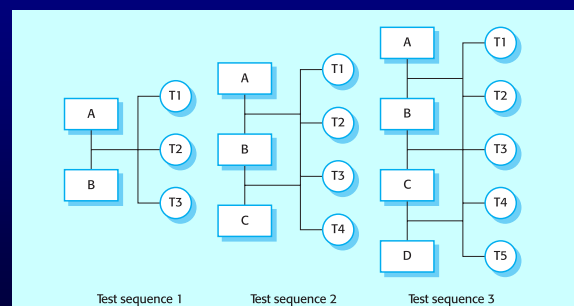 A
B
T1
T2
T3
Test sequence 1
A
B
C
T1
T2
T3
T4
Test sequence 2
A
B
C
D
T1
T2
T3
T4
T5
Test sequence 3